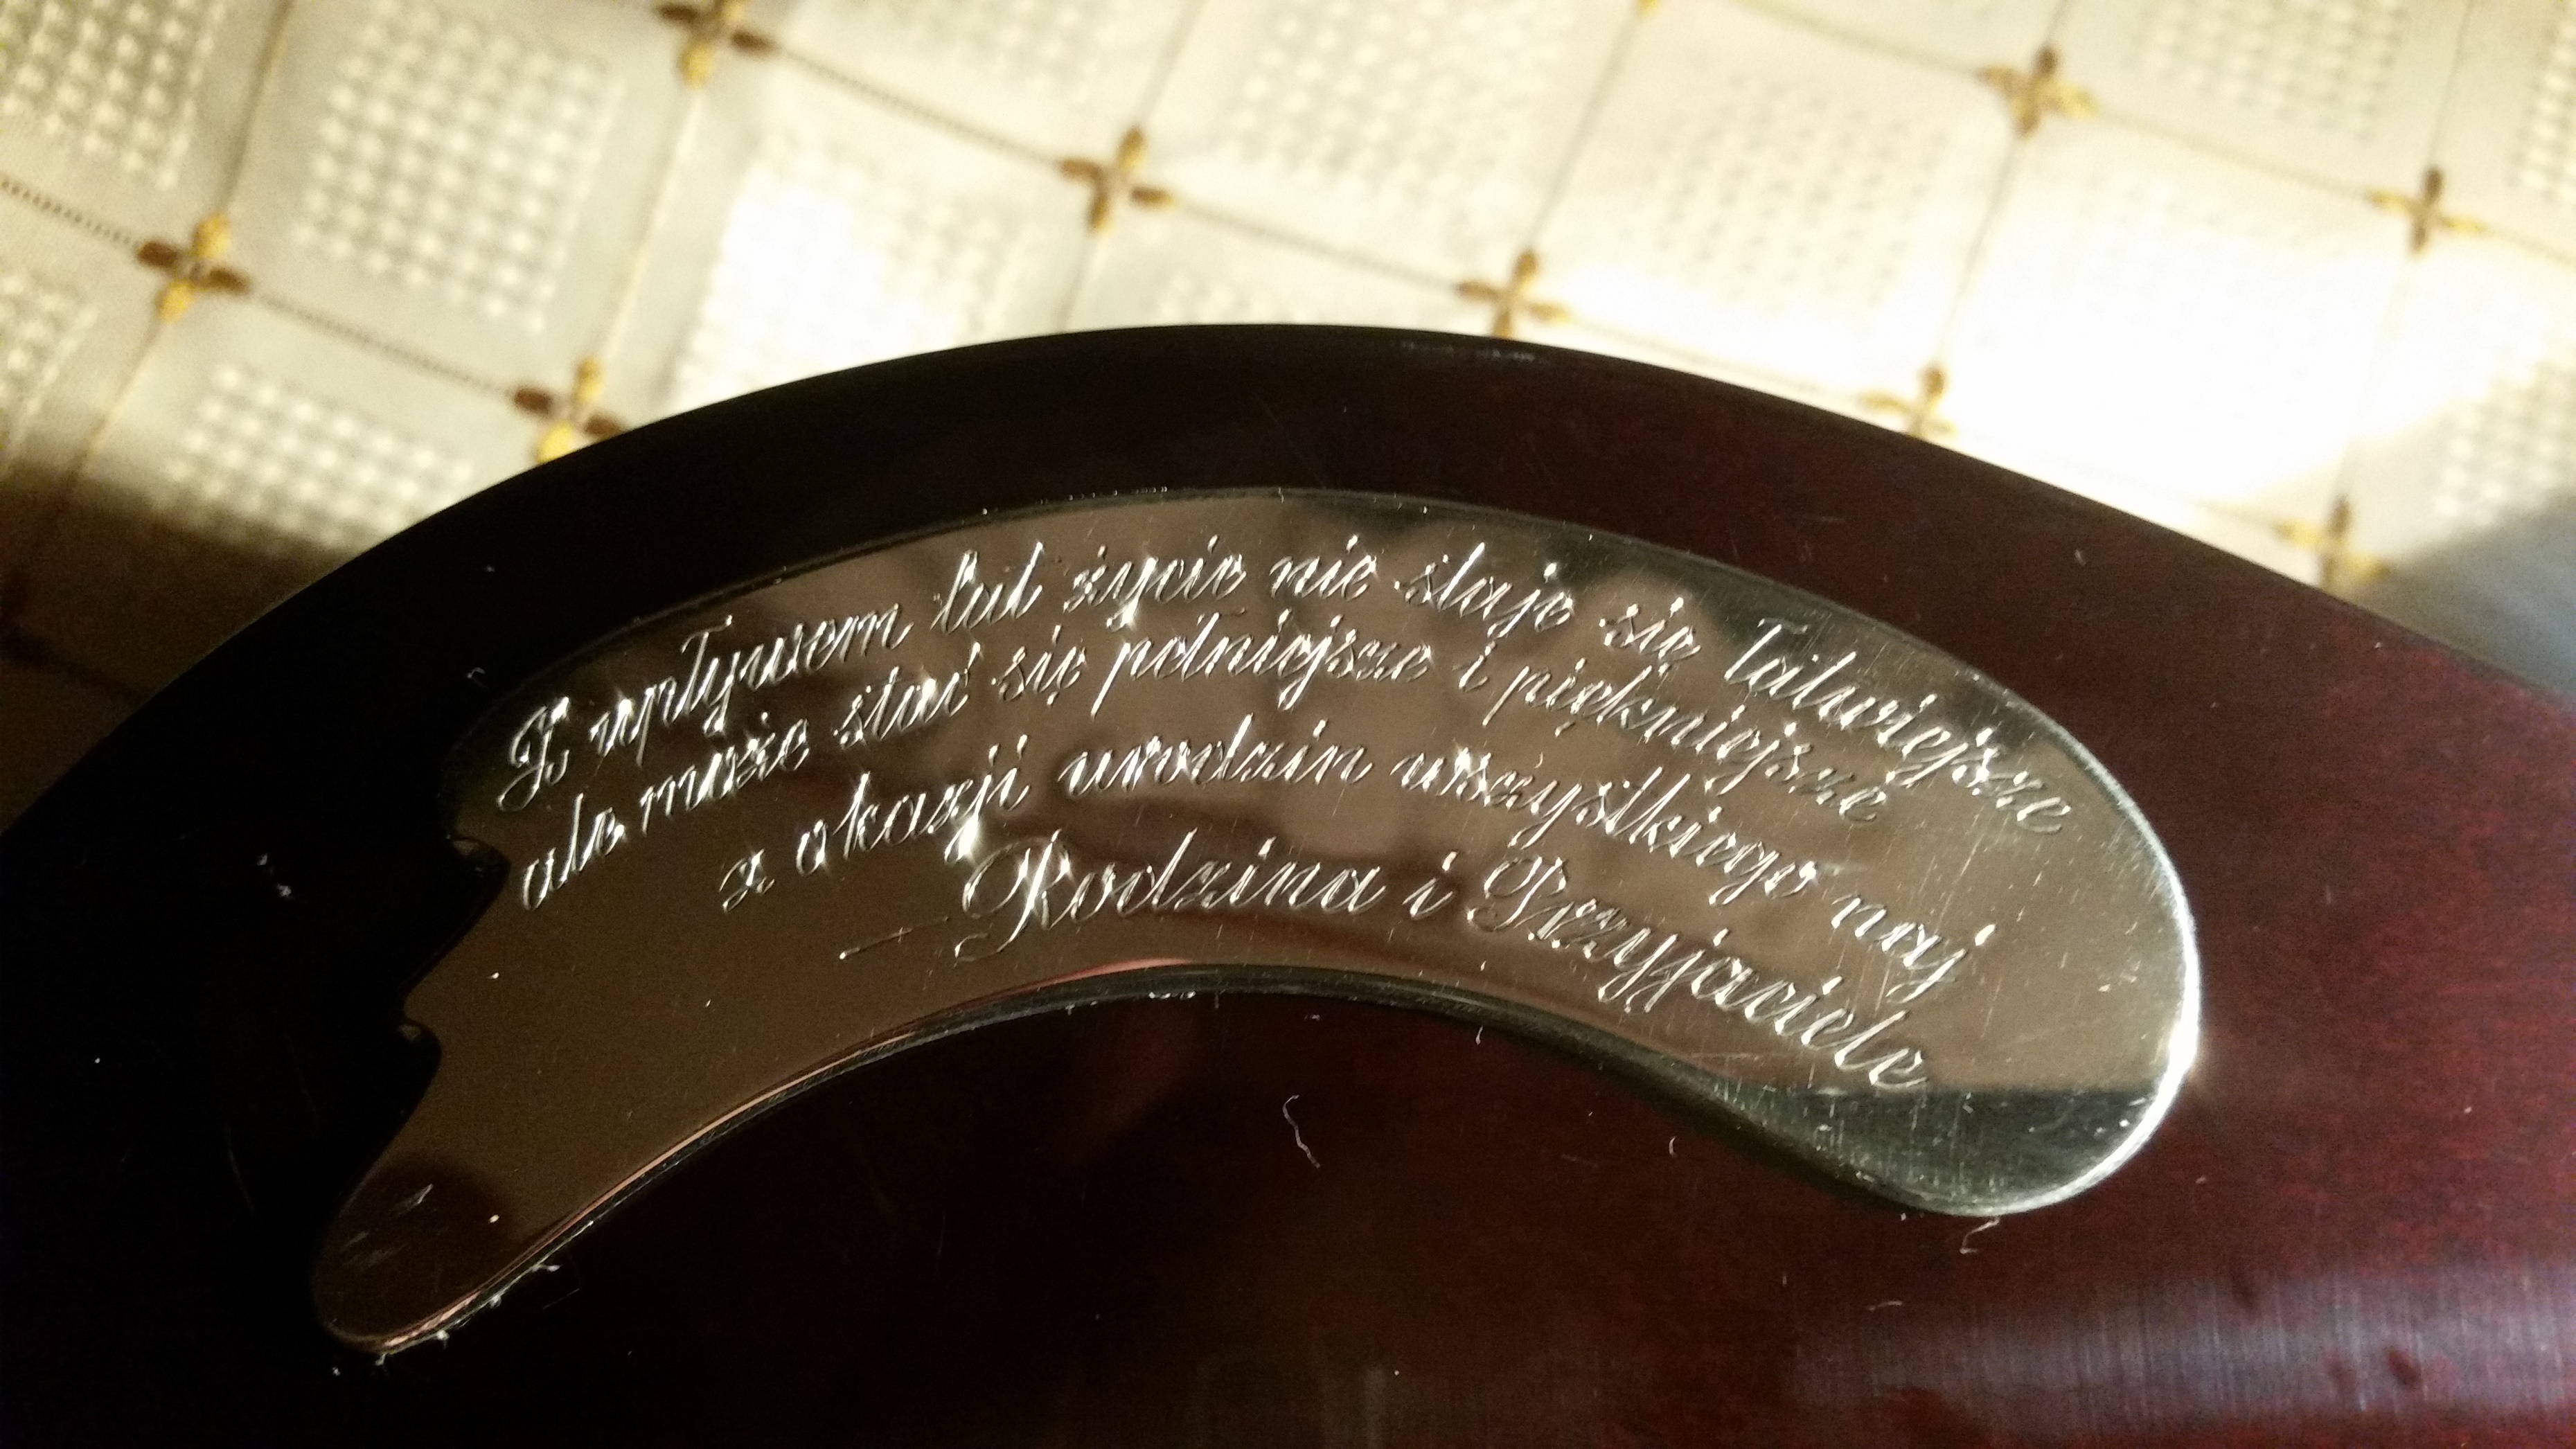 Z upływem lat życie nie staje się łatwiejsze
ale może stać się pełniejsze i piękniejsze
z okazji urodzin wszystkiego naj
— Rodzina i Przyjaciele